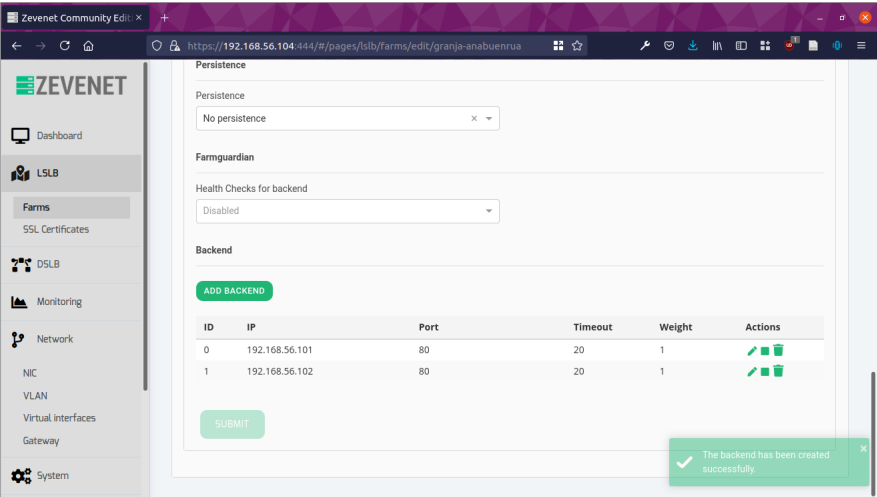 Zevenet Community Editi
https://192.168.56.104:444/#/pages/lslb/farms/edit/granja-anabuenrua
ZEVENET
Dashboard
LSLB
Farms
SSL Certificates
DSLB
Monitoring
Network
NIC
VLAN
Virtual interfaces
Gateway
System
Persistence
Persistence
No persistence
Farmguardian
Health Checks for backend
Disabled
Backend
ADD BACKEND
ID IP Port Timeout Weight Actions
0 192.168.56.101 80 20 1
1 192.168.56.102 80 20 1
SUBMIT
The backend has been created
successfully.